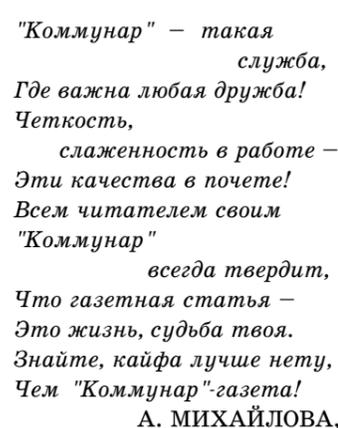 "Коммунар" – такая
служба,
Где важна любая дружба!
Четкость,
слаженность в работе –
Эти качества в почете!
Всем читателем своим
"Коммунар"
всегда твердит,
Что газетная статья –
Это жизнь, судьба твоя.
Знайте, кайфа лучше нету,
Чем "Коммунар"-газета!
А. МИХАЙЛОВА,